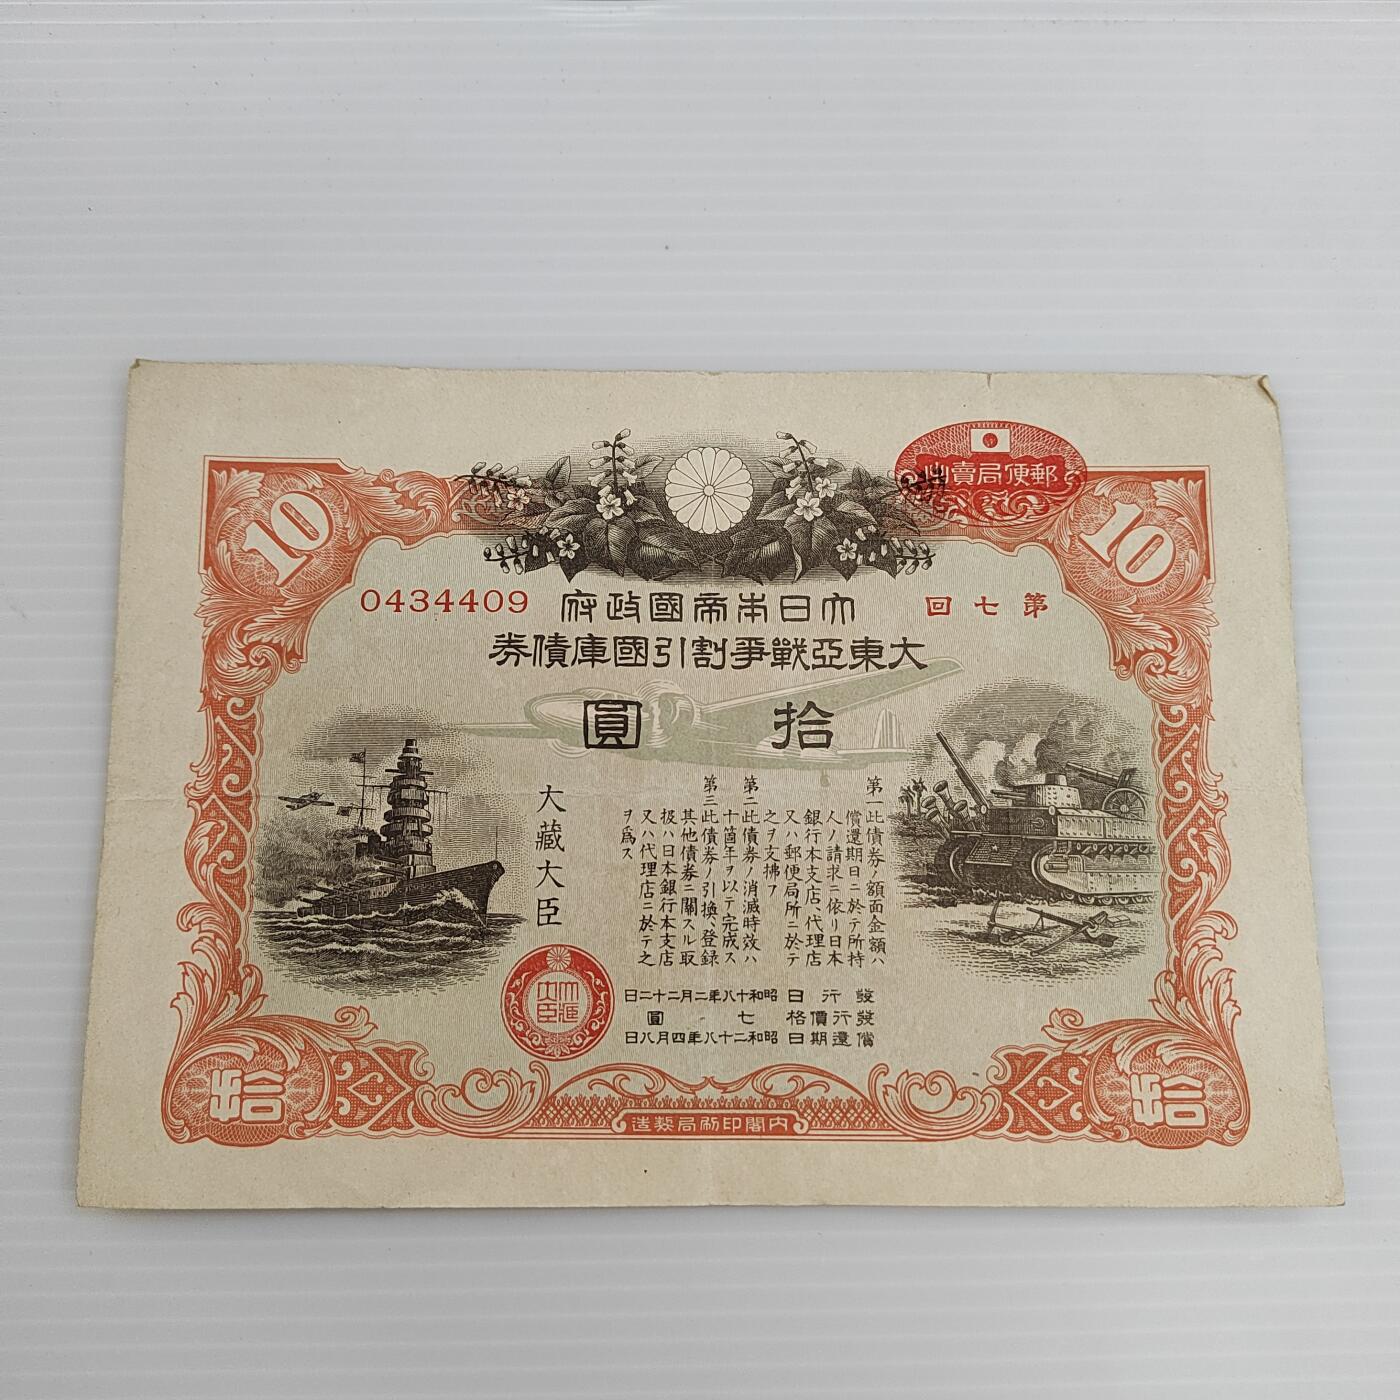 郵便局賣出
10
10
第七回
0434409
大日本帝國政府
大東亞戰爭割引國庫債券
拾圓
第一此債券ノ額面金額ハ
償還期日ニ於テ所持
人ノ請求ニ依リ日本
銀行本支店、代理店
又ハ郵便局所ニ於テ
之ヲ支拂フ
第二此債券ノ消滅時效ハ
十箇年ヲ以テ完成ス
第三此債券ノ引換、登録
其他債券ニ關スル取
扱ハ日本銀行本支店
又ハ代理店ニ於テ之
ヲ爲ス
大藏大臣
大藏大臣
發行日 昭和十八年二月二十二日
發行價格 七圓
償還期日 昭和二十八年四月八日
拾
拾
内閣印刷局製造